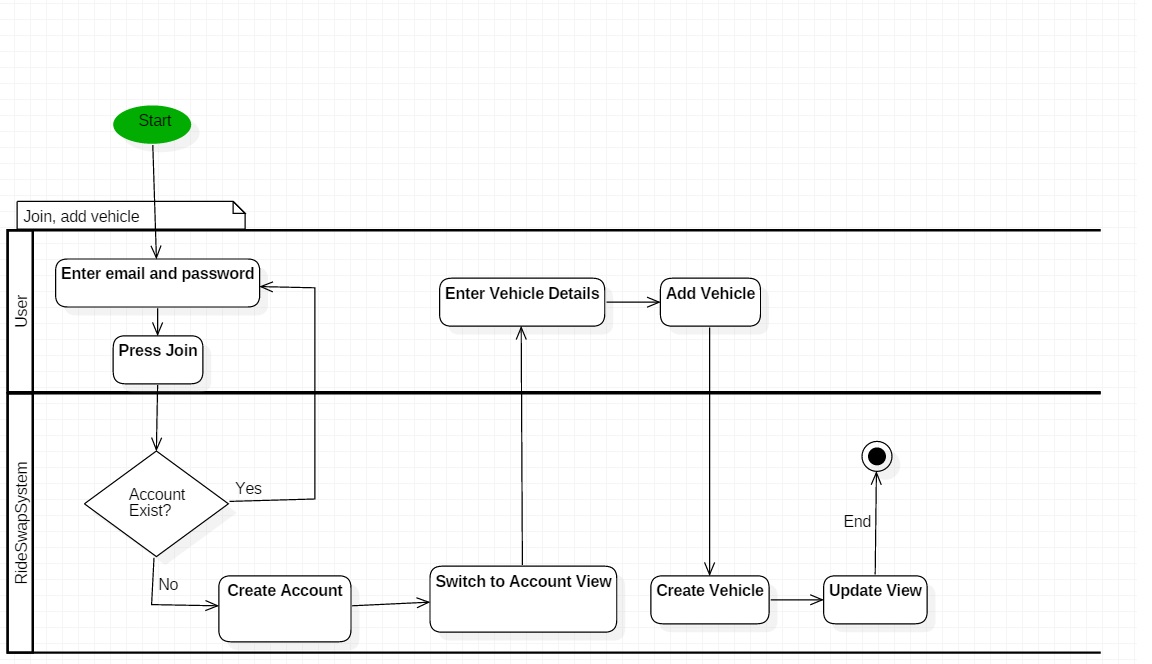 Start
Join, add vehicle
User
Enter email and password
Press Join
Enter Vehicle Details
Add Vehicle
RideSwapSystem
Account
Exist?
Yes
No
Create Account
Switch to Account View
Create Vehicle
Update View
End